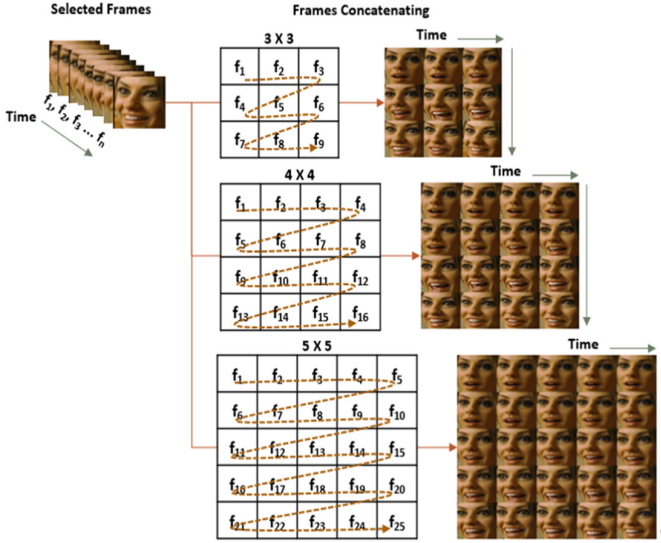 Selected Frames
Frames Concatenating
f1, f2, f3 ... fn
Time
3 X 3
f1 f2 f3
f4 f5 f6
f7 f8 f9
Time
4 X 4
f1 f2 f3 f4
f5 f6 f7 f8
f9 f10 f11 f12
f13 f14 f15 f16
Time
5 X 5
f1 f2 f3 f4 f5
f6 f7 f8 f9 f10
f11 f12 f13 f14 f15
f16 f17 f18 f19 f20
f21 f22 f23 f24 f25
Time